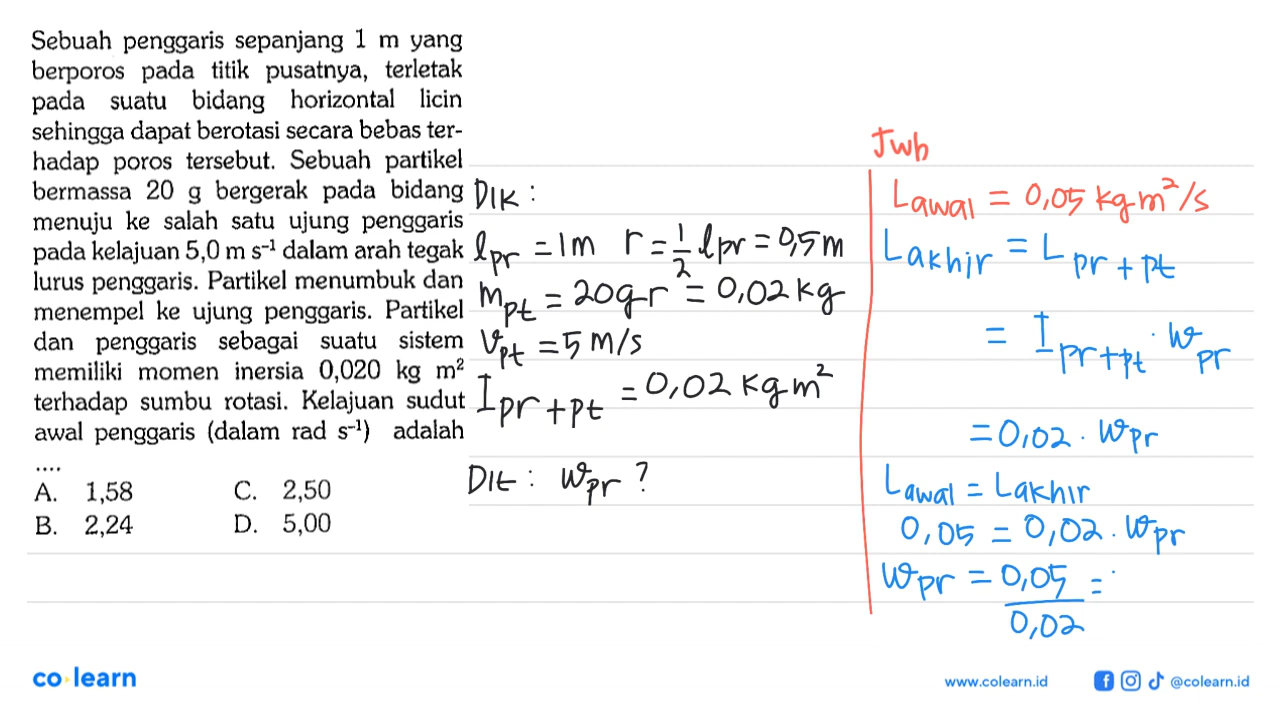 Sebuah penggaris sepanjang 1 m yang
berporos pada titik pusatnya, terletak
pada suatu bidang horizontal licin
sehingga dapat berotasi secara bebas ter-
hadap poros tersebut. Sebuah partikel
bermassa 20 g bergerak pada bidang
menuju ke salah satu ujung penggaris
pada kelajuan 5,0 m s⁻¹ dalam arah tegak
lurus penggaris. Partikel menumbuk dan
menempel ke ujung penggaris. Partikel
dan penggaris sebagai suatu sistem
memiliki momen inersia 0,020 kg m²
terhadap sumbu rotasi. Kelajuan sudut
awal penggaris (dalam rad s⁻¹) adalah
....
A. 1,58 C. 2,50
B. 2,24 D. 5,00
DIK :
l_pr = 1m r = 1/2 l_pr = 0,5 m
m_pt = 20gr = 0,02 kg
v_pt = 5 m/s
I_pr+pt = 0,02 kg m²
DIt : ω_pr ?
Jwb
L_awal = 0,05 kg m²/s
L_akhir = L_pr+pt
= I_pr+pt . ω_pr
= 0,02 . ω_pr
L_awal = L_akhir
0,05 = 0,02 . ω_pr
ω_pr = 0,05/0,02 =
co learn
www.colearn.id @colearn.id